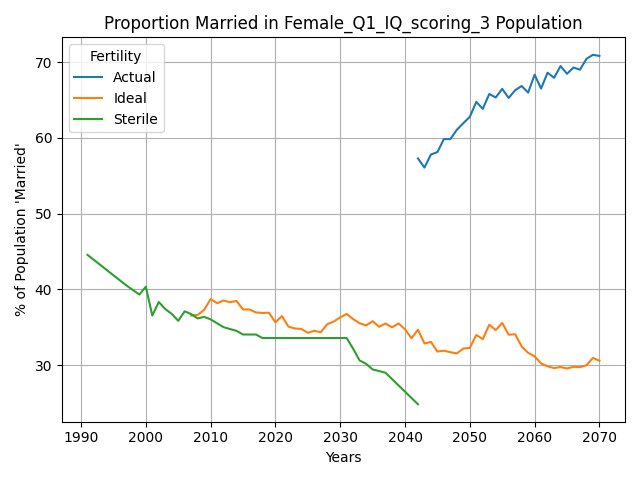 Proportion Married in Female_Q1_IQ_scoring_3 Population
Fertility
Actual
Ideal
Sterile
% of Population 'Married'
70
60
50
40
30
1990
2000
2010
2020
2030
2040
2050
2060
2070
Years